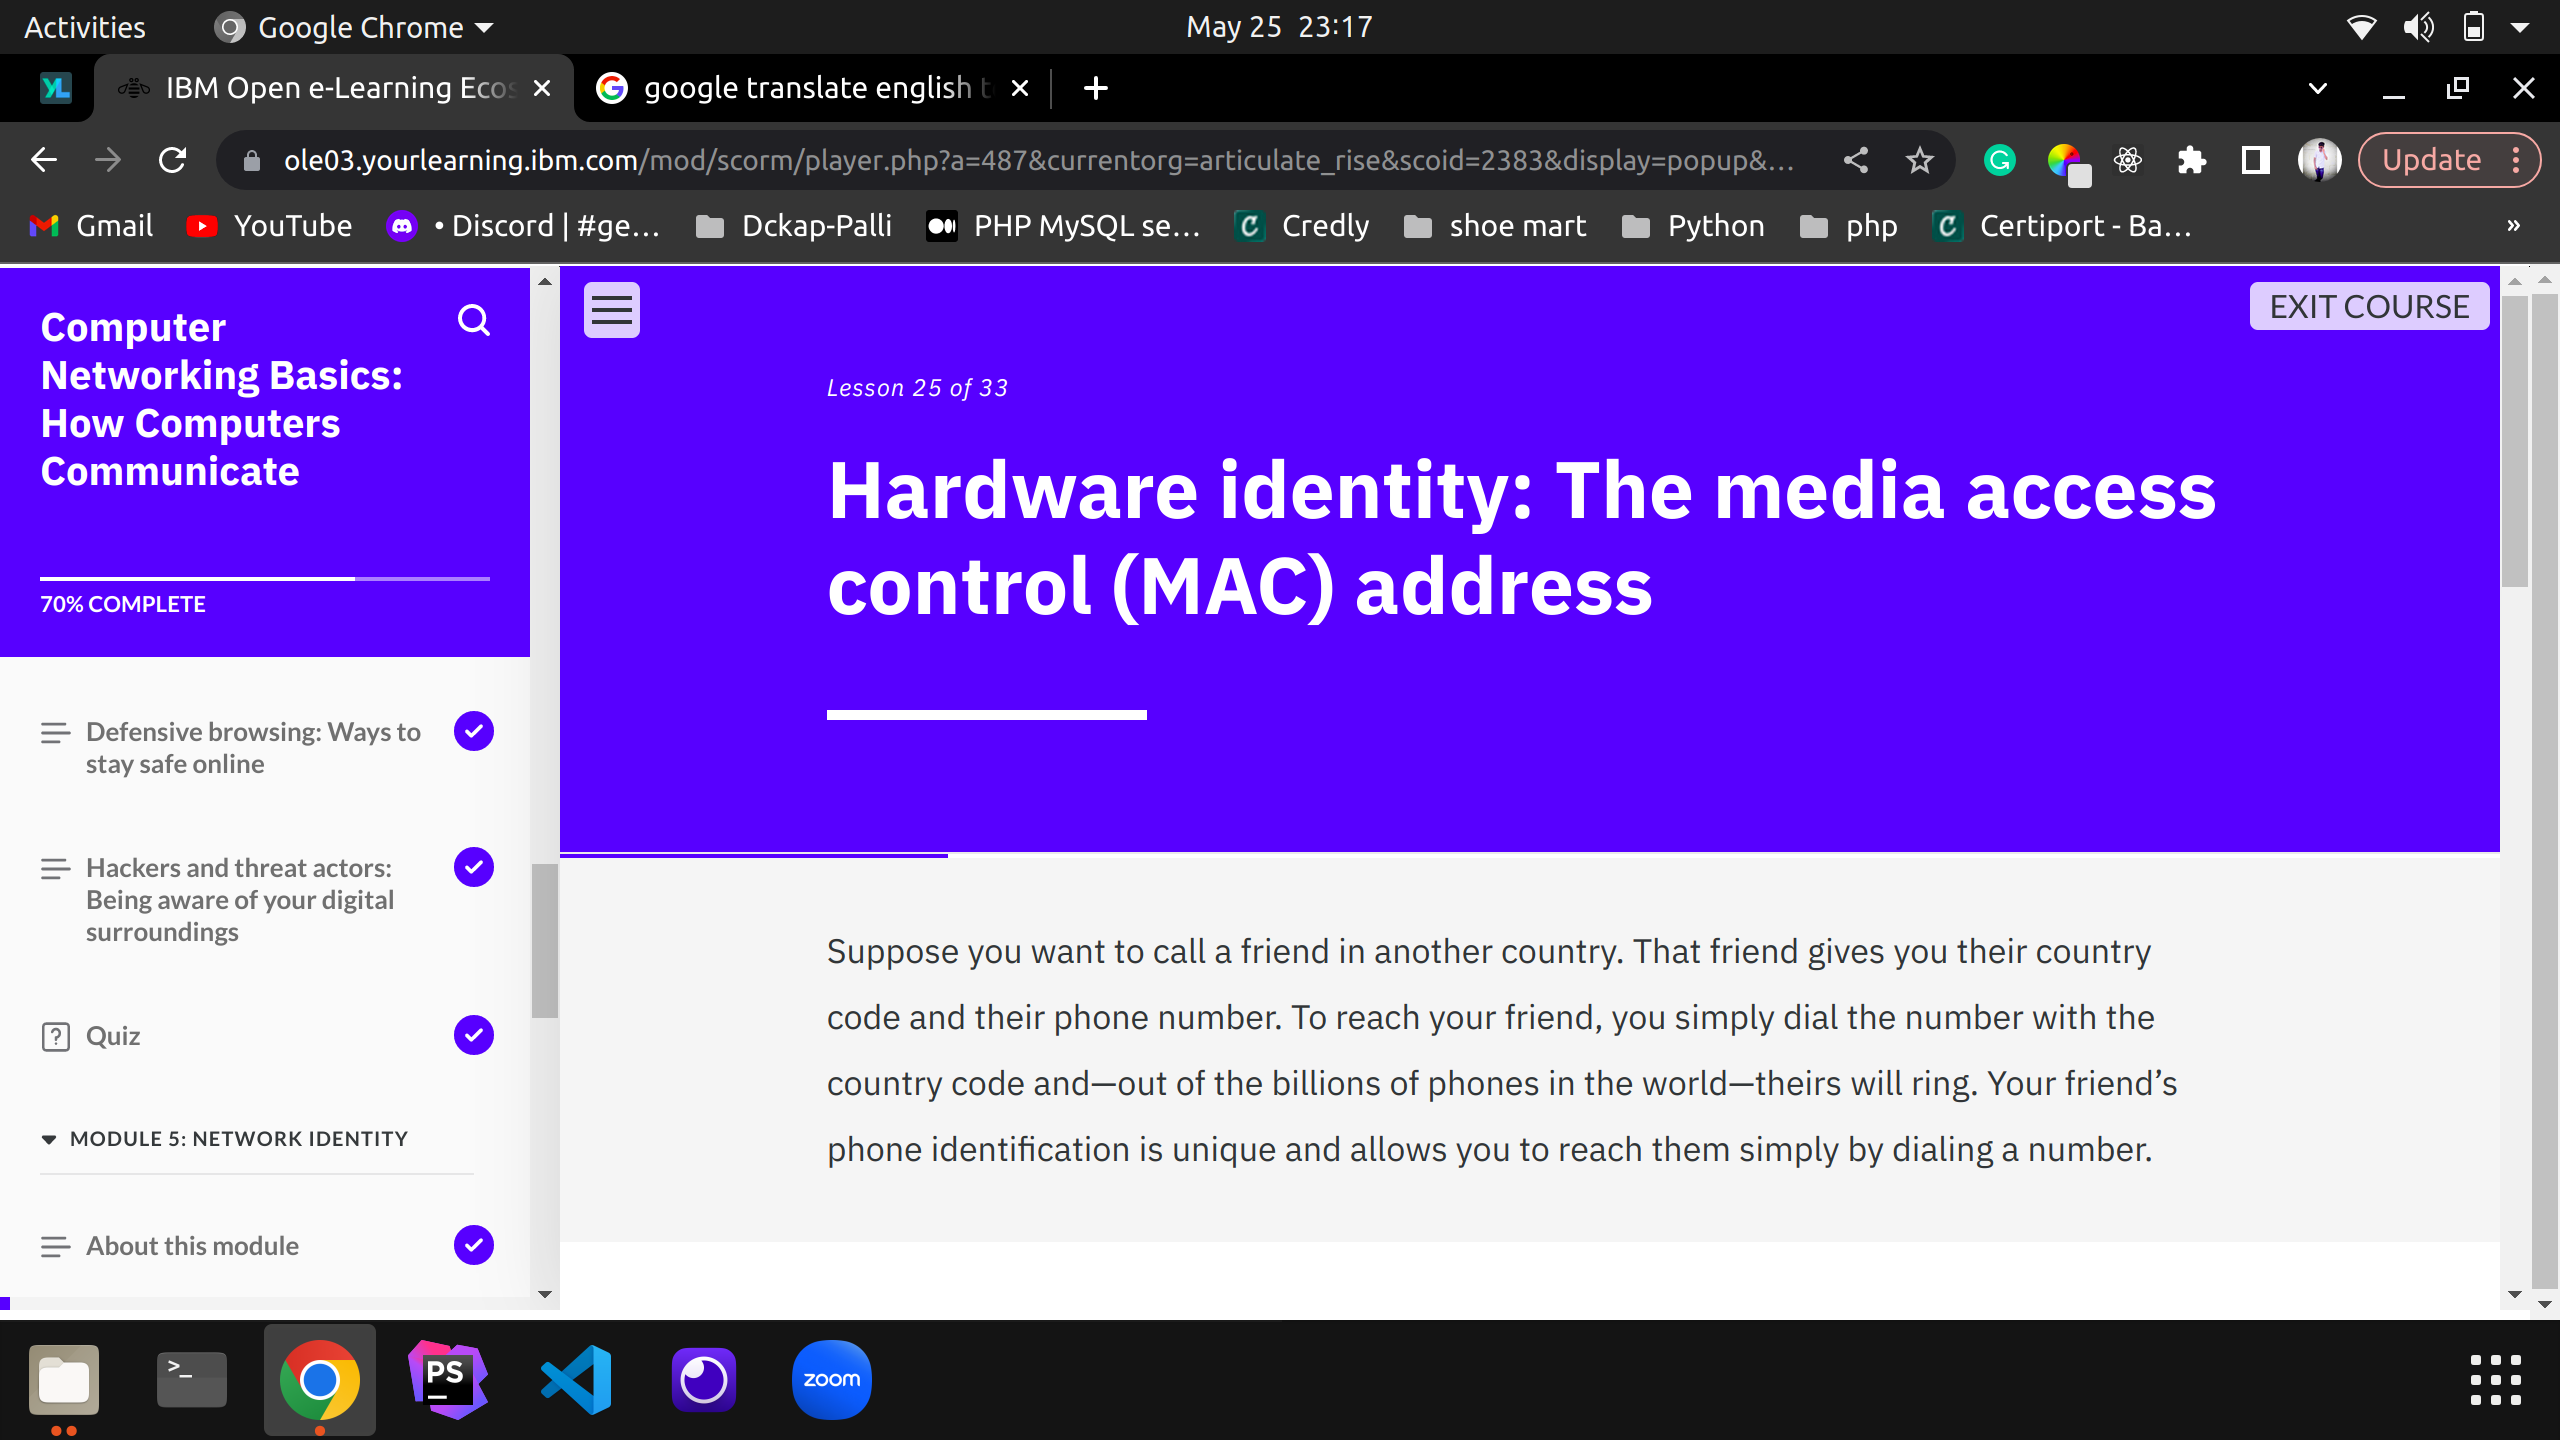 Activities
Google Chrome
May 25 23:17
YL
IBM Open e-Learning Ecos
google translate english t
ole03.yourlearning.ibm.com/mod/scorm/player.php?a=487&currentorg=articulate_rise&scoid=2383&display=popup&...
Update
Gmail
YouTube
• Discord | #ge...
Dckap-Palli
PHP MySQL se...
Credly
shoe mart
Python
php
Certiport - Ba...
»
Computer
Networking Basics:
How Computers
Communicate
70% COMPLETE
Defensive browsing: Ways to
stay safe online
Hackers and threat actors:
Being aware of your digital
surroundings
Quiz
MODULE 5: NETWORK IDENTITY
About this module
EXIT COURSE
Lesson 25 of 33
Hardware identity: The media access
control (MAC) address
Suppose you want to call a friend in another country. That friend gives you their country
code and their phone number. To reach your friend, you simply dial the number with the
country code and—out of the billions of phones in the world—theirs will ring. Your friend’s
phone identification is unique and allows you to reach them simply by dialing a number.
>_
PS
zoom